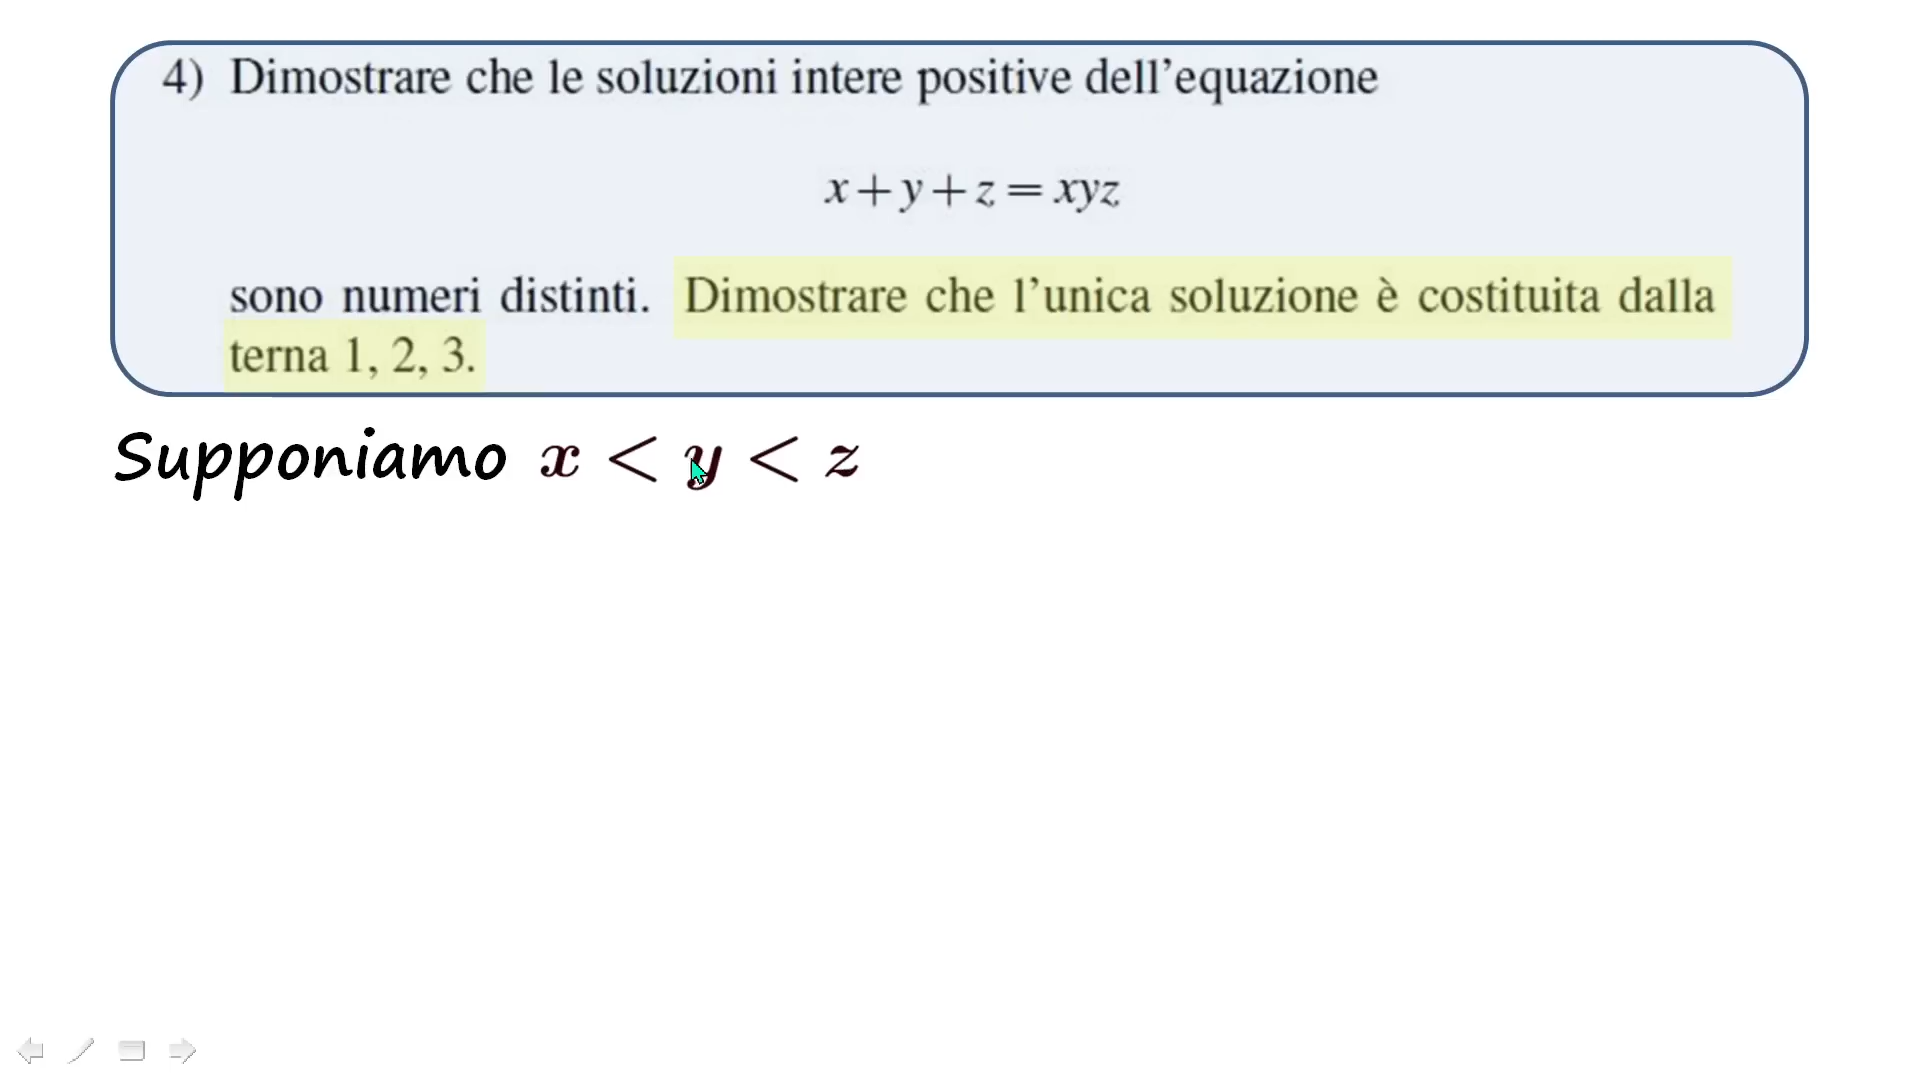 4) Dimostrare che le soluzioni intere positive dell'equazione
x + y + z = xyz
sono numeri distinti. Dimostrare che l'unica soluzione è costituita dalla
terna 1, 2, 3.
Supponiamo x < y < z